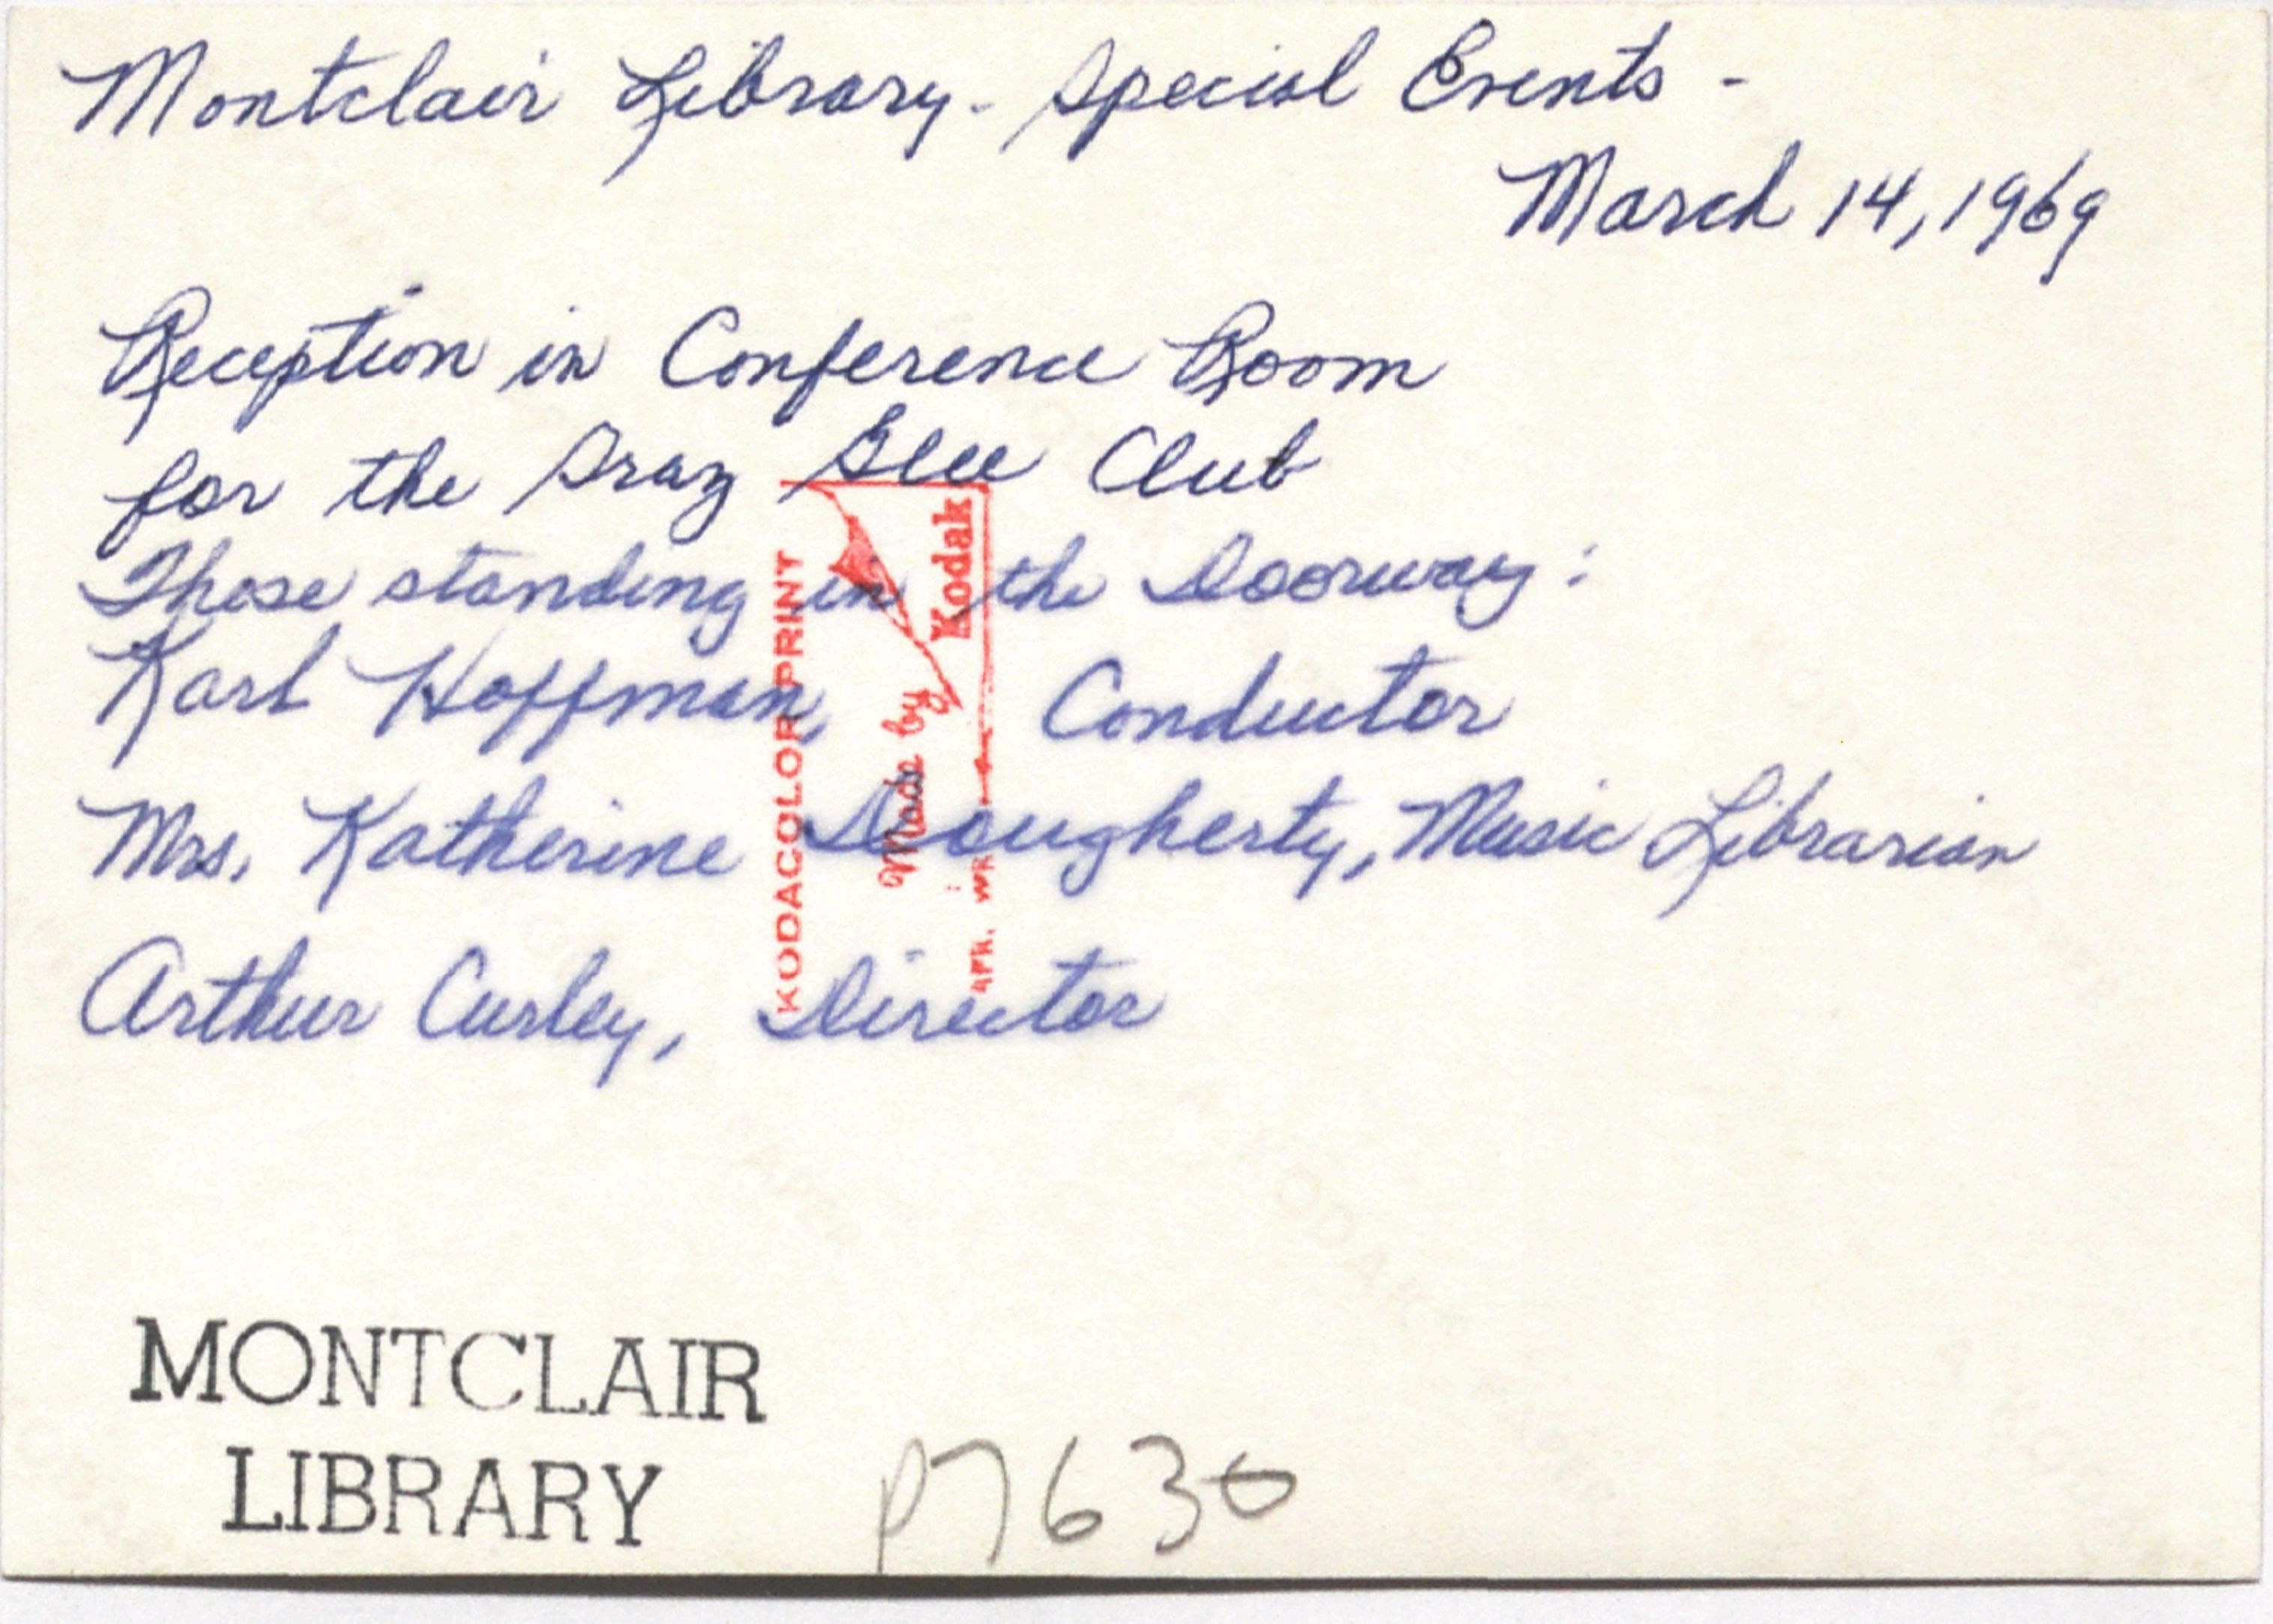 Montclair Library - Special Events -
March 14, 1969
Reception in Conference Room
for the Graz Glee Club
Those standing in the Doorway:
Karl Hoffman, Conductor
Mrs. Katherine Dougherty, Music Librarian
Arthur Curley, Director
KODACOLOR PRINT
Made by
Kodak
APR.
MONTCLAIR
LIBRARY
P7630